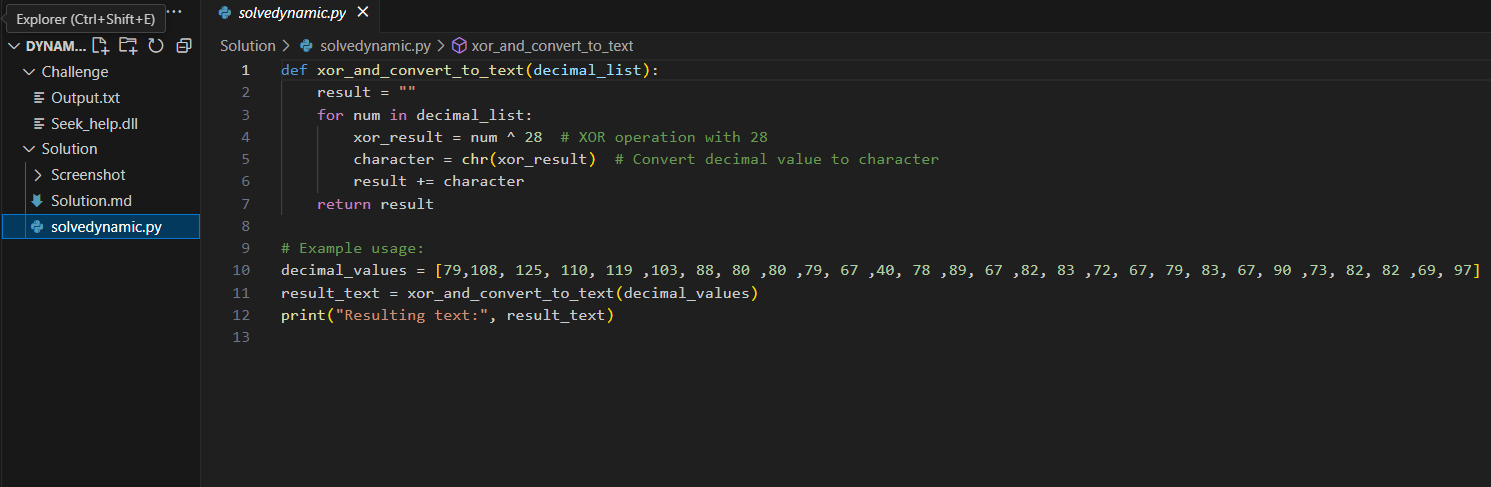 Explorer (Ctrl+Shift+E)
···
solvedynamic.py
DYNAM...
Solution > solvedynamic.py > xor_and_convert_to_text
Challenge
Output.txt
Seek_help.dll
Solution
Screenshot
Solution.md
solvedynamic.py
1 def xor_and_convert_to_text(decimal_list):
2 result = ""
3 for num in decimal_list:
4 xor_result = num ^ 28 # XOR operation with 28
5 character = chr(xor_result) # Convert decimal value to character
6 result += character
7 return result
8
9 # Example usage:
10 decimal_values = [79,108, 125, 110, 119 ,103, 88, 80 ,80 ,79, 67 ,40, 78 ,89, 67 ,82, 83 ,72, 67, 79, 83, 67, 90 ,73, 82, 82 ,69, 97]
11 result_text = xor_and_convert_to_text(decimal_values)
12 print("Resulting text:", result_text)
13